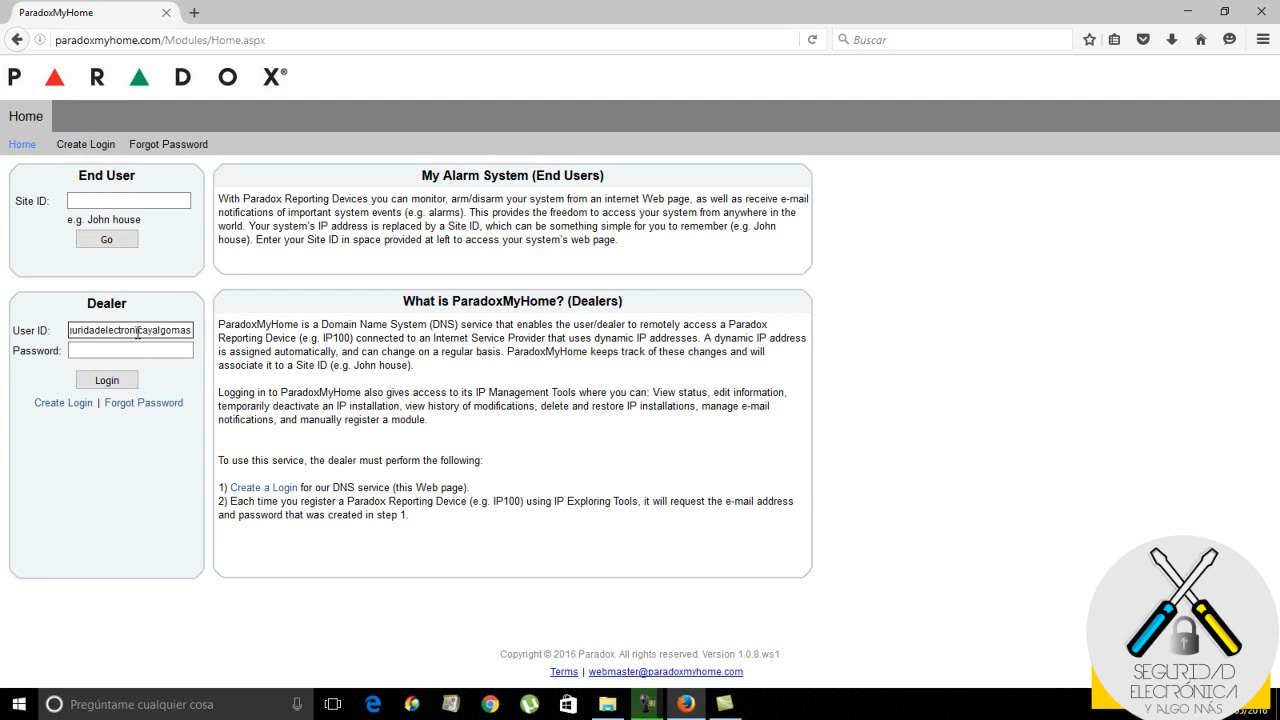 ParadoxMyHome
paradoxmyhome.com/Modules/Home.aspx
Buscar
PARADOX®
Home
Home Create Login Forgot Password
End User
Site ID:
e.g. John house
Go
My Alarm System (End Users)
With Paradox Reporting Devices you can monitor, arm/disarm your system from an internet Web page, as well as receive e-mail
notifications of important system events (e.g. alarms). This provides the freedom to access your system from anywhere in the
world. Your system's IP address is replaced by a Site ID, which can be something simple for you to remember (e.g. John
house). Enter your Site ID in space provided at left to access your system's web page.
Dealer
User ID: juridadelectronicayalgomas
Password:
Login
Create Login | Forgot Password
What is ParadoxMyHome? (Dealers)
ParadoxMyHome is a Domain Name System (DNS) service that enables the user/dealer to remotely access a Paradox
Reporting Device (e.g. IP100) connected to an Internet Service Provider that uses dynamic IP addresses. A dynamic IP address
is assigned automatically, and can change on a regular basis. ParadoxMyHome keeps track of these changes and will
associate it to a Site ID (e.g. John house).
Logging in to ParadoxMyHome also gives access to its IP Management Tools where you can: View status, edit information,
temporarily deactivate an IP installation, view history of modifications, delete and restore IP installations, manage e-mail
notifications, and manually register a module.
To use this service, the dealer must perform the following:
1) Create a Login for our DNS service (this Web page).
2) Each time you register a Paradox Reporting Device (e.g. IP100) using IP Exploring Tools, it will request the e-mail address
and password that was created in step 1.
Copyright © 2016 Paradox. All rights reserved. Version 1.0.8.ws1
Terms | webmaster@paradoxmyhome.com
Pregúntame cualquier cosa
SEGURIDAD
ELECTRÓNICA
Y ALGO MÁS